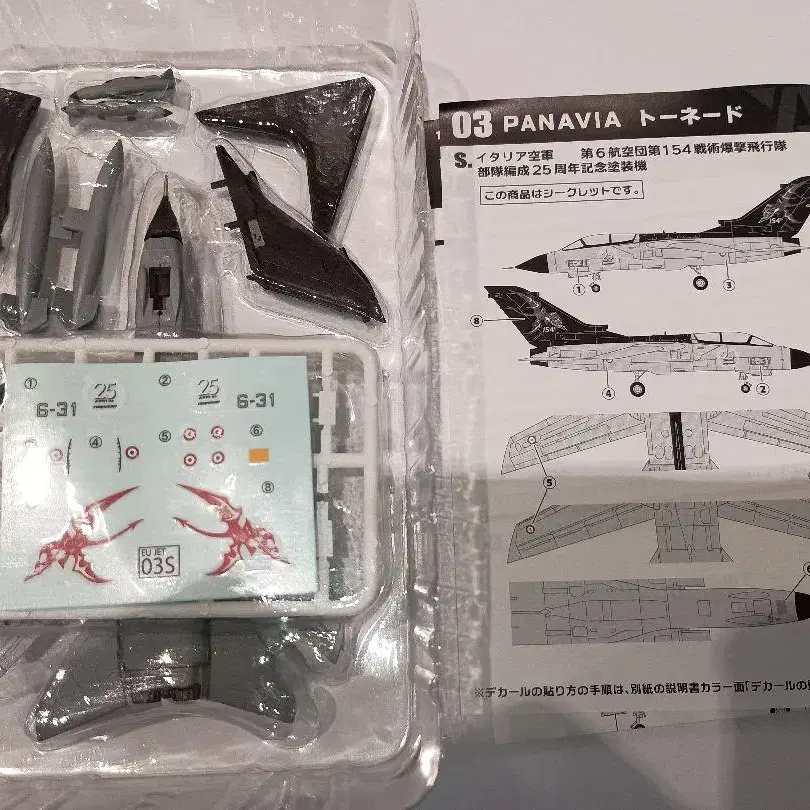 03 PANAVIA トーネード
S. イタリア空軍 第6航空団第154戦術爆撃飛行隊
部隊編成25周年記念塗装機
この商品はシークレットです。
6-31
154
① ③
⑧
154
6-31
④ ②
⑤
⑥
※デカールの貼り方の手順は、別紙の説明書カラー面「デカールの
① 25 ② 25
6-31 6-31
④ ⑤ ⑥
⑧
EU JET
03S